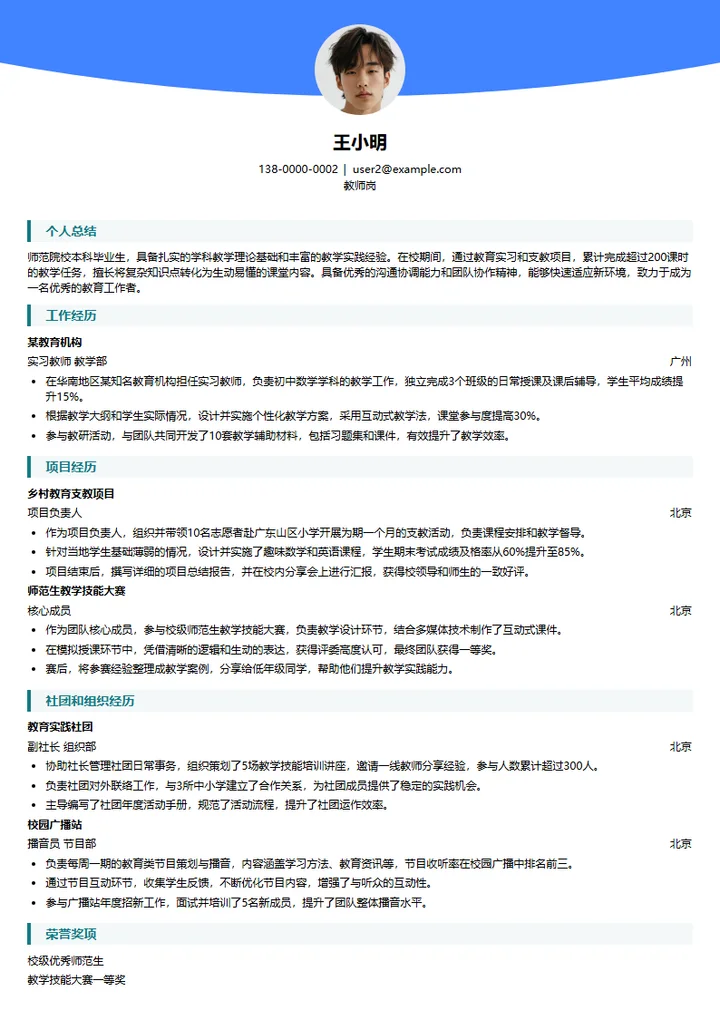 王小明
138-0000-0002 | user2@example.com
教师岗
个人总结
师范院校本科毕业生，具备扎实的学科教学理论基础和丰富的教学实践经验。在校期间，通过教育实习和支教项目，累计完成超过200课时
的教学任务，擅长将复杂知识点转化为生动易懂的课堂内容。具备优秀的沟通协调能力和团队协作精神，能够快速适应新环境，致力于成为
一名优秀的教育工作者。
工作经历
某教育机构
实习教师 教学部 广州
• 在华南地区某知名教育机构担任实习教师，负责初中数学学科的教学工作，独立完成3个班级的日常授课及课后辅导，学生平均成绩提
升15%。
• 根据教学大纲和学生实际情况，设计并实施个性化教学方案，采用互动式教学法，课堂参与度提高30%。
• 参与教研活动，与团队共同开发了10套教学辅助材料，包括习题集和课件，有效提升了教学效率。
项目经历
乡村教育支教项目
项目负责人 北京
• 作为项目负责人，组织并带领10名志愿者赴广东山区小学开展为期一个月的支教活动，负责课程安排和教学督导。
• 针对当地学生基础薄弱的情况，设计并实施了趣味数学和英语课程，学生期末考试成绩及格率从60%提升至85%。
• 项目结束后，撰写详细的项目总结报告，并在校内分享会上进行汇报，获得校领导和师生的一致好评。
师范生教学技能大赛
核心成员 北京
• 作为团队核心成员，参与校级师范生教学技能大赛，负责教学设计环节，结合多媒体技术制作了互动式课件。
• 在模拟授课环节中，凭借清晰的逻辑和生动的表达，获得评委高度认可，最终团队获得一等奖。
• 赛后，将参赛经验整理成教学案例，分享给低年级同学，帮助他们提升教学实践能力。
社团和组织经历
教育实践社团
副社长 组织部 北京
• 协助社长管理社团日常事务，组织策划了5场教学技能培训讲座，邀请一线教师分享经验，参与人数累计超过300人。
• 负责社团对外联络工作，与3所中小学建立了合作关系，为社团成员提供了稳定的实践机会。
• 主导编写了社团年度活动手册，规范了活动流程，提升了社团运作效率。
校园广播站
播音员 节目部 北京
• 负责每周一期的教育类节目策划与播音，内容涵盖学习方法、教育资讯等，节目收听率在校园广播中排名前三。
• 通过节目互动环节，收集学生反馈，不断优化节目内容，增强了与听众的互动性。
• 参与广播站年度招新工作，面试并培训了5名新成员，提升了团队整体播音水平。
荣誉奖项
校级优秀师范生
教学技能大赛一等奖